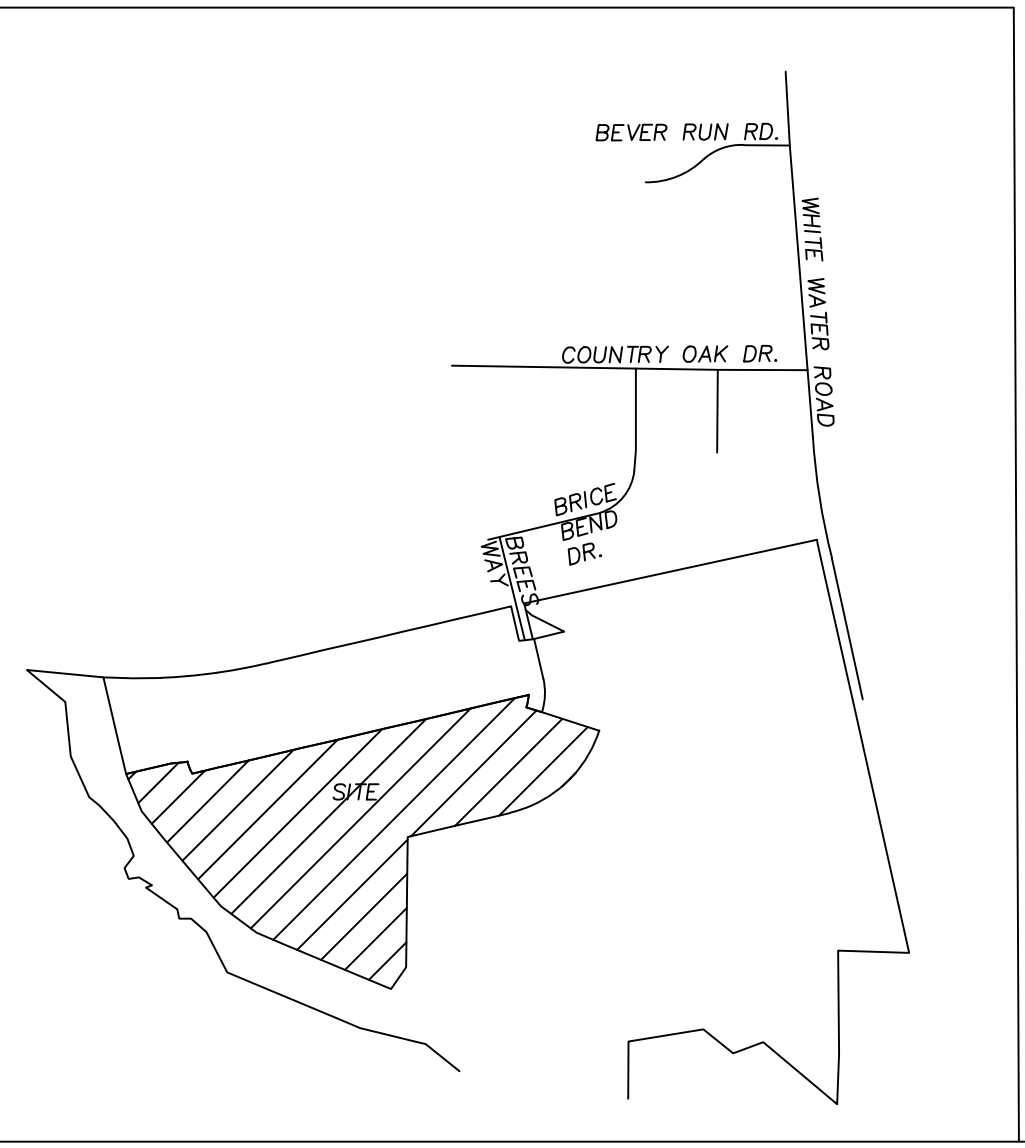 BEVER RUN RD.
WHITE WATER ROAD
COUNTRY OAK DR.
BRICE
BEND
DR.
BREES
WAY
SITE